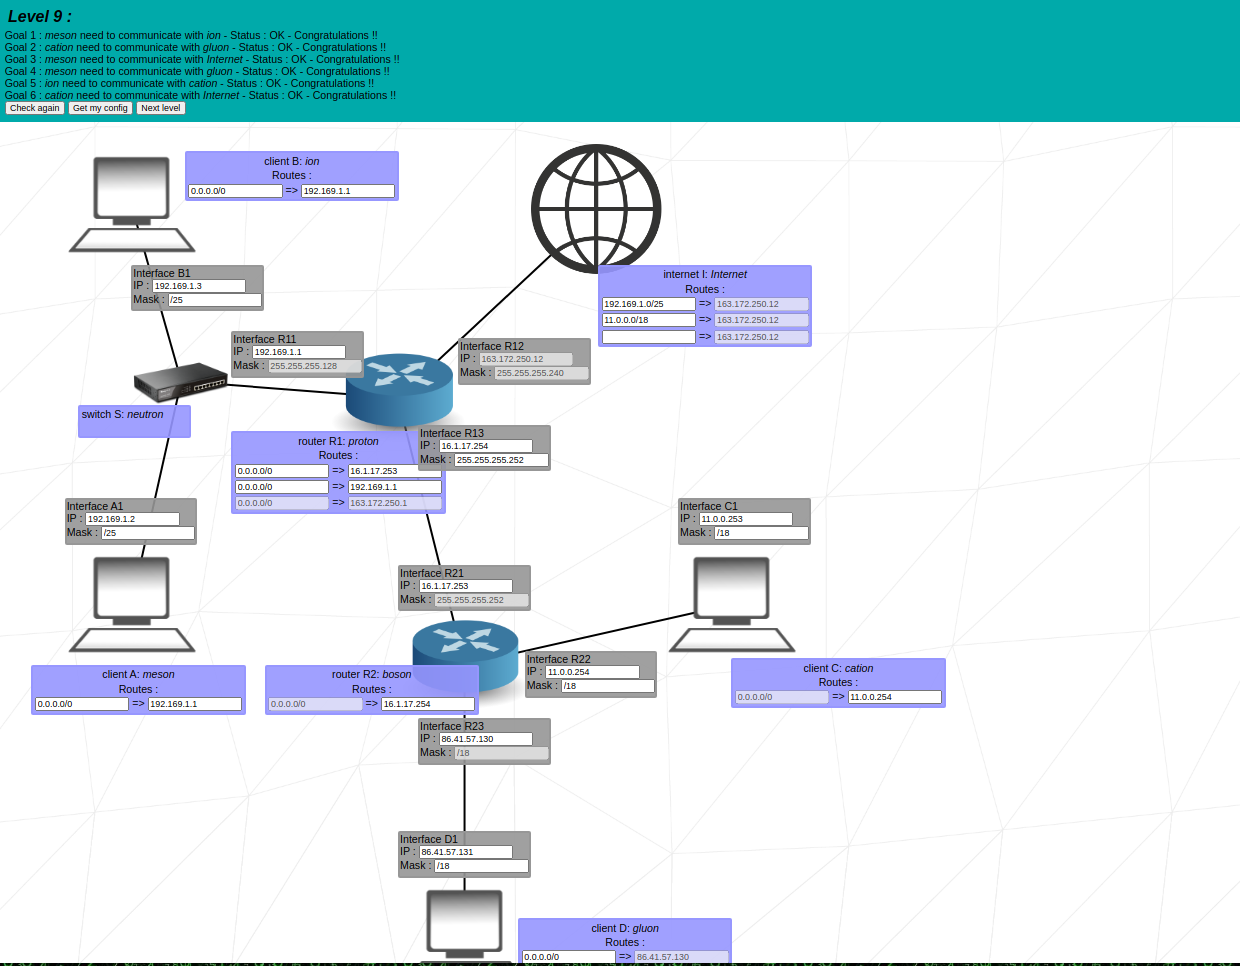 Level 9 :
Goal 1 : meson need to communicate with ion - Status : OK - Congratulations !!
Goal 2 : cation need to communicate with gluon - Status : OK - Congratulations !!
Goal 3 : meson need to communicate with Internet - Status : OK - Congratulations !!
Goal 4 : meson need to communicate with gluon - Status : OK - Congratulations !!
Goal 5 : ion need to communicate with cation - Status : OK - Congratulations !!
Goal 6 : cation need to communicate with Internet - Status : OK - Congratulations !!
Check again Get my config Next level
client B: ion
Routes :
0.0.0.0/0 => 192.169.1.1
Interface B1
IP : 192.169.1.3
Mask : /25
internet I: Internet
Routes :
192.169.1.0/25 => 163.172.250.12
11.0.0.0/18 => 163.172.250.12
=> 163.172.250.12
Interface R11
IP : 192.169.1.1
Mask : 255.255.255.128
Interface R12
IP : 163.172.250.12
Mask : 255.255.255.240
switch S: neutron
Interface R13
IP : 16.1.17.254
Mask : 255.255.255.252
router R1: proton
Routes :
0.0.0.0/0 => 16.1.17.253
0.0.0.0/0 => 192.169.1.1
0.0.0.0/0 => 163.172.250.1
Interface A1
IP : 192.169.1.2
Mask : /25
Interface C1
IP : 11.0.0.253
Mask : /18
Interface R21
IP : 16.1.17.253
Mask : 255.255.255.252
Interface R22
IP : 11.0.0.254
Mask : /18
client A: meson
Routes :
0.0.0.0/0 => 192.169.1.1
router R2: boson
Routes :
0.0.0.0/0 => 16.1.17.254
client C: cation
Routes :
0.0.0.0/0 => 11.0.0.254
Interface R23
IP : 86.41.57.130
Mask : /18
Interface D1
IP : 86.41.57.131
Mask : /18
client D: gluon
Routes :
0.0.0.0/0 => 86.41.57.130